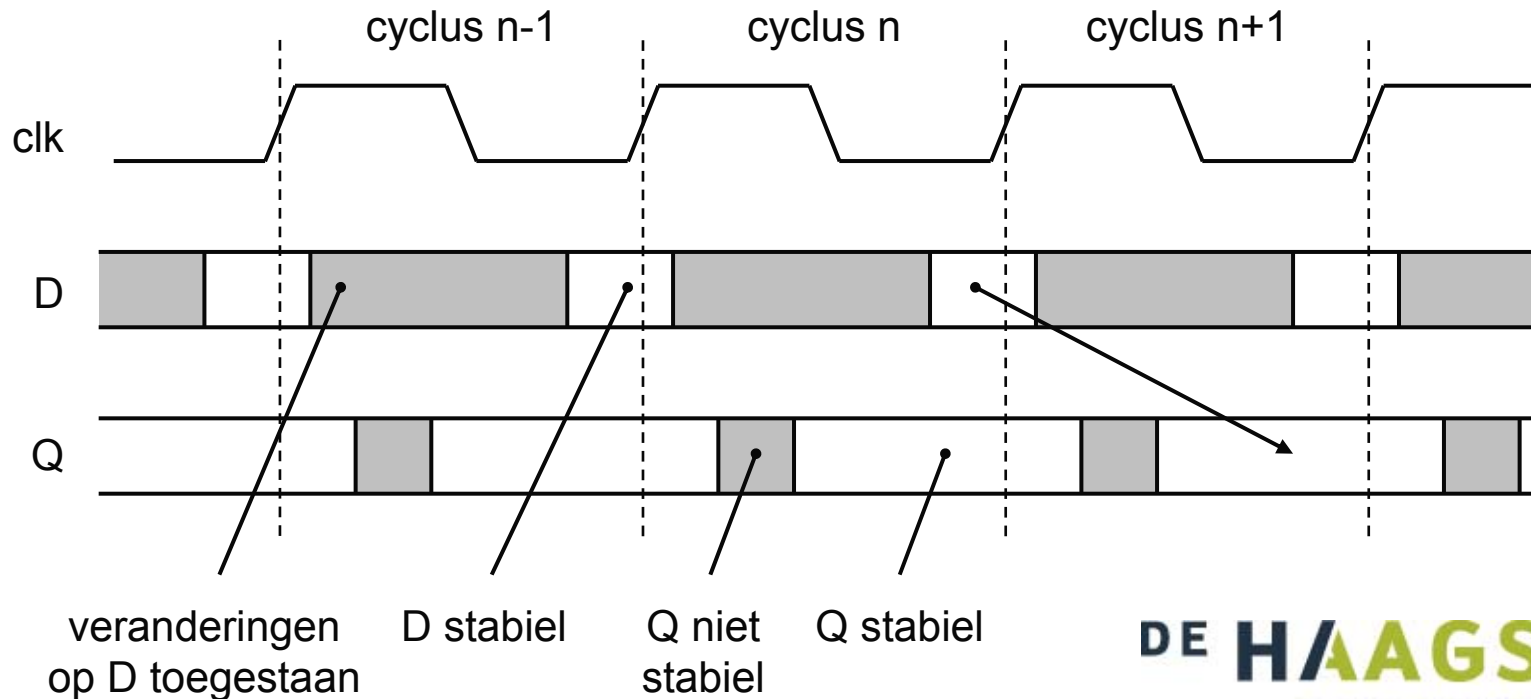 cyclus n-1 cyclus n cyclus n+1
clk
D
Q
veranderingen D stabiel Q niet Q stabiel
op D toegestaan stabiel
DE HAAGS